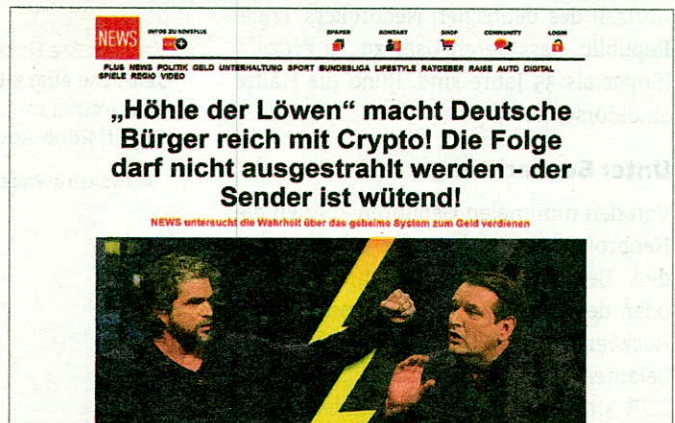 NEWS
INFOS ZU NEWSPLUS EPAPER KONTAKT SHOP COMMUNITY LOGIN
PLUS NEWS POLITIK GELD UNTERHALTUNG SPORT BUNDESLIGA LIFESTYLE RATGEBER RAISE AUTO DIGITAL
SPIELE REGIO VIDEO
„Höhle der Löwen“ macht Deutsche
Bürger reich mit Crypto! Die Folge
darf nicht ausgestrahlt werden - der
Sender ist wütend!
NEWS untersucht die Wahrheit über das geheime System zum Geld verdienen